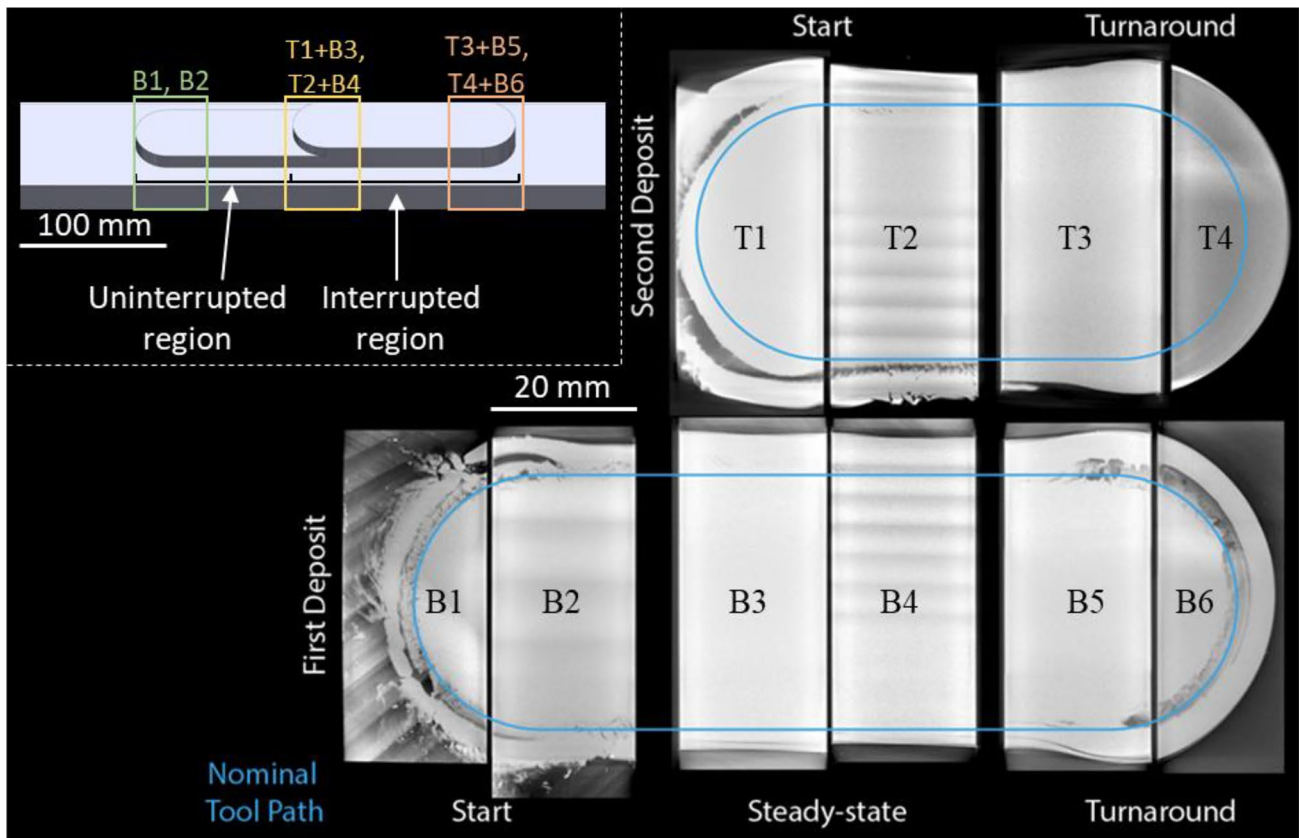 B1, B2
T1+B3,
T2+B4
T3+B5,
T4+B6
100 mm
Uninterrupted
region
Interrupted
region
Start
Turnaround
Second Deposit
T1
T2
T3
T4
20 mm
First Deposit
B1
B2
B3
B4
B5
B6
Nominal
Tool Path
Start
Steady-state
Turnaround